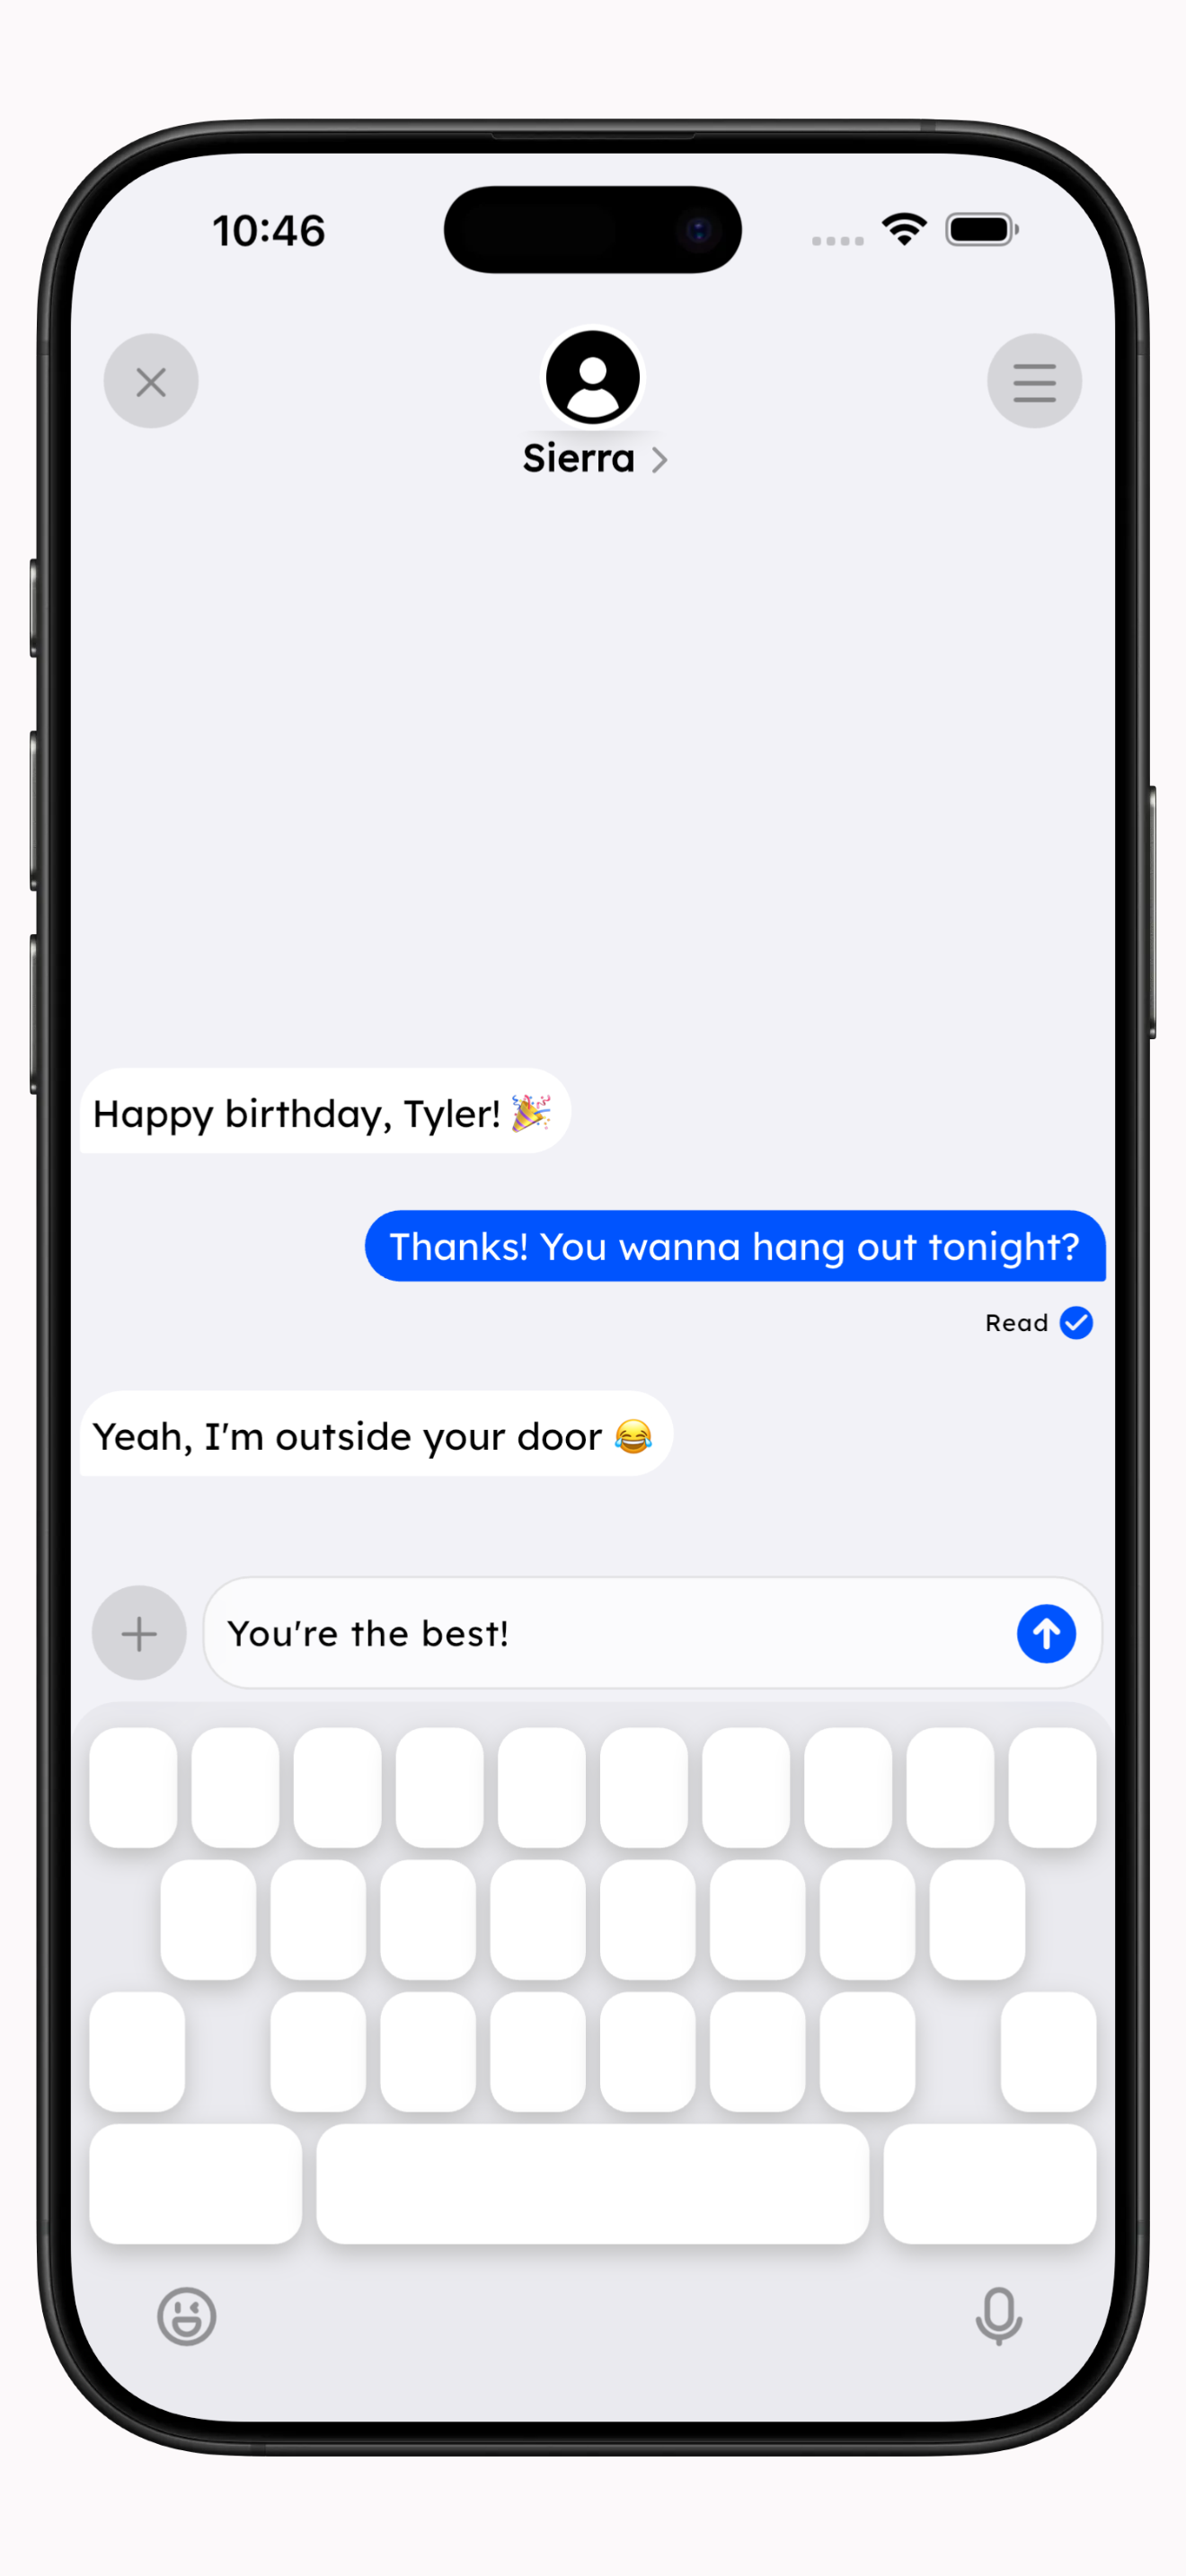 10:46
Sierra
Happy birthday, Tyler! 🎉
Thanks! You wanna hang out tonight?
Read
Yeah, I'm outside your door 😂
You're the best!